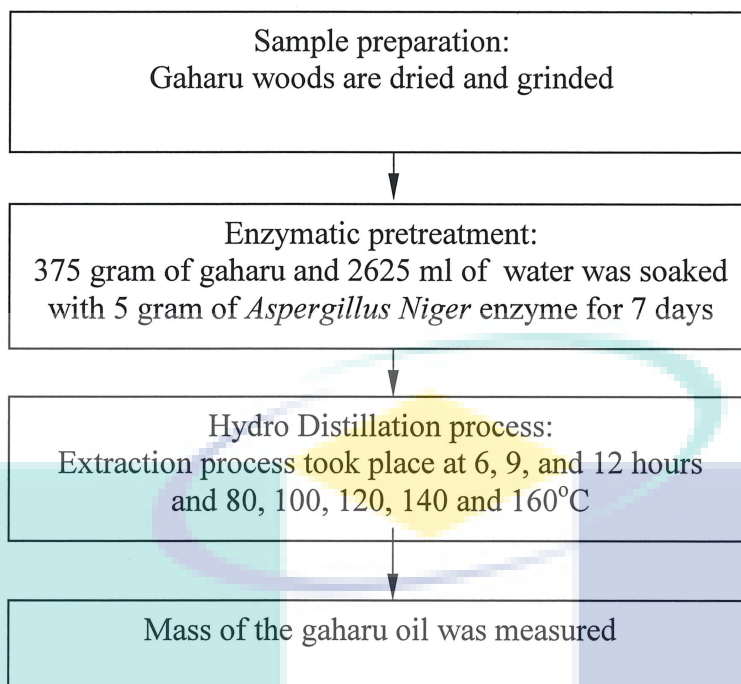 Sample preparation:
Gaharu woods are dried and grinded
Enzymatic pretreatment:
375 gram of gaharu and 2625 ml of water was soaked
with 5 gram of Aspergillus Niger enzyme for 7 days
Hydro Distillation process:
Extraction process took place at 6, 9, and 12 hours
and 80, 100, 120, 140 and 160°C
Mass of the gaharu oil was measured